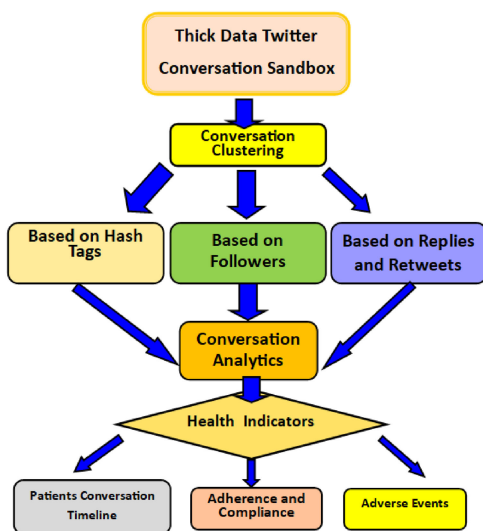 Thick Data Twitter
Conversation Sandbox
Conversation
Clustering
Based on Hash
Tags
Based on
Followers
Based on Replies
and Retweets
Conversation
Analytics
Health Indicators
Patients Conversation
Timeline
Adherence and
Compliance
Adverse Events